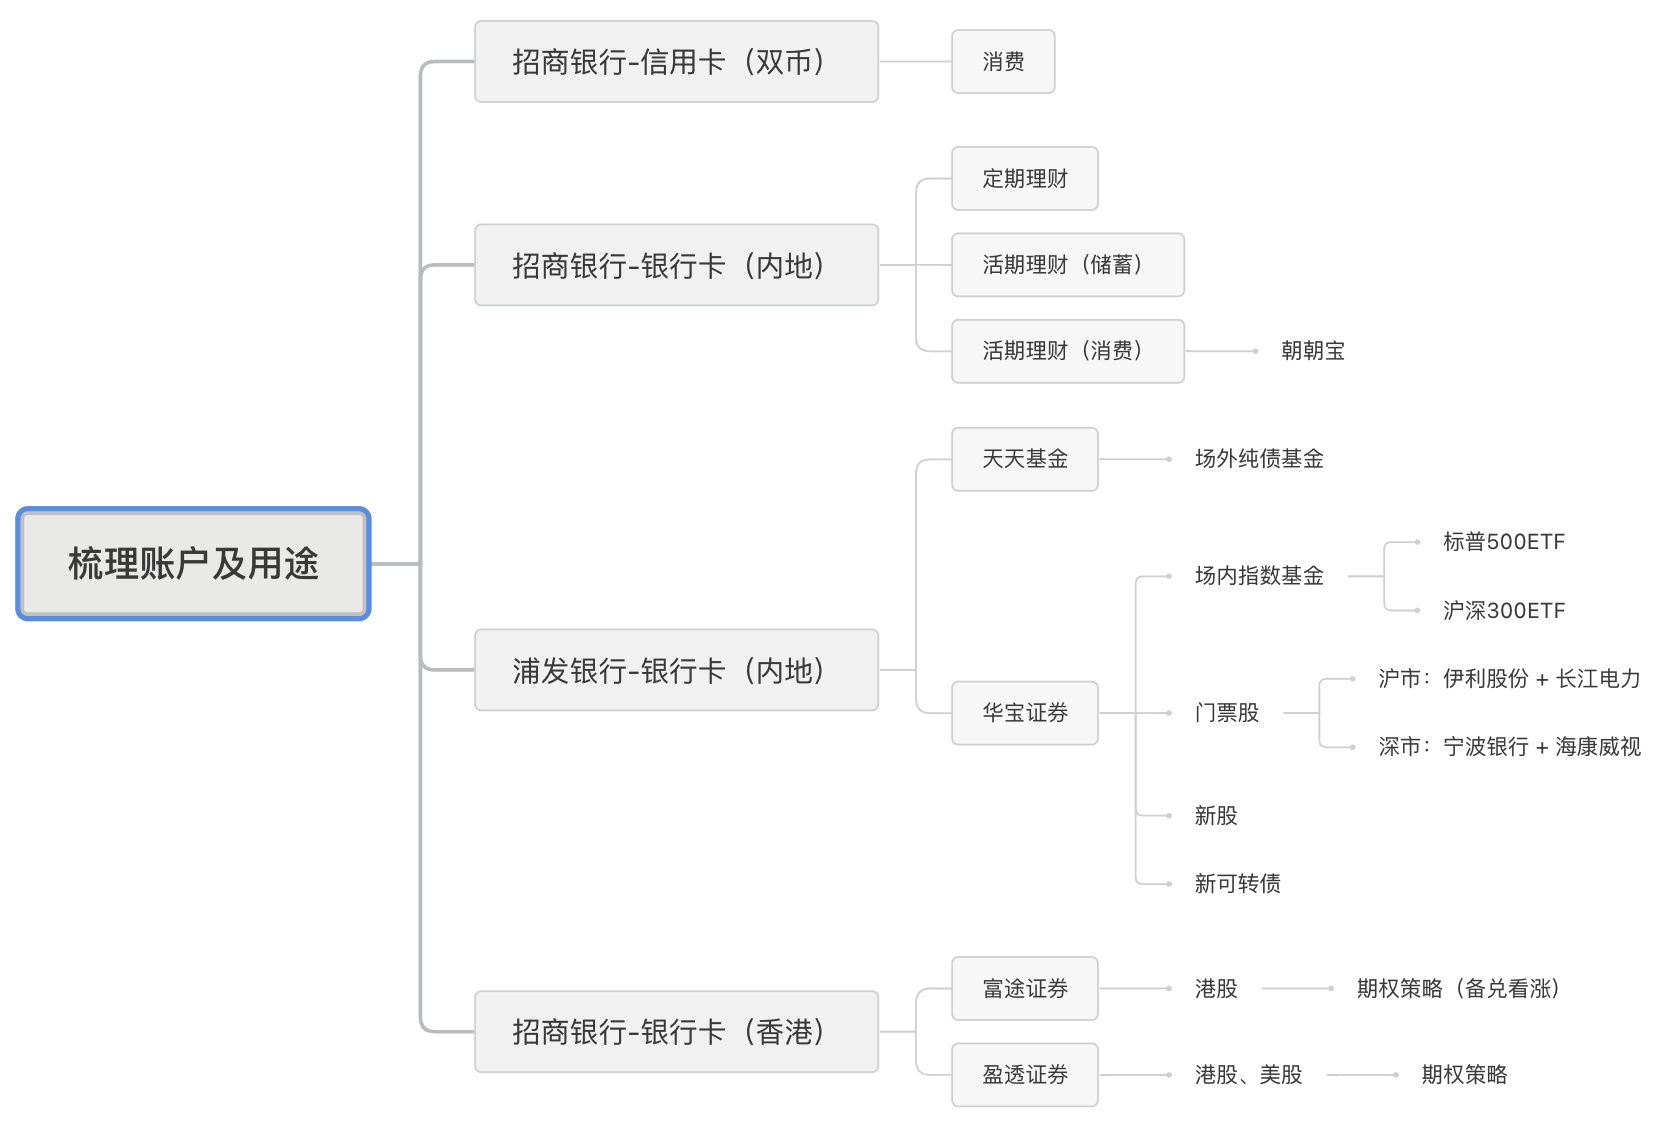 梳理账户及用途
招商银行-信用卡（双币）
消费
招商银行-银行卡（内地）
定期理财
活期理财（储蓄）
活期理财（消费）
朝朝宝
浦发银行-银行卡（内地）
天天基金
场外纯债基金
华宝证券
场内指数基金
标普500ETF
沪深300ETF
门票股
沪市：伊利股份 + 长江电力
深市：宁波银行 + 海康威视
新股
新可转债
招商银行-银行卡（香港）
富途证券
港股
期权策略（备兑看涨）
盈透证券
港股、美股
期权策略